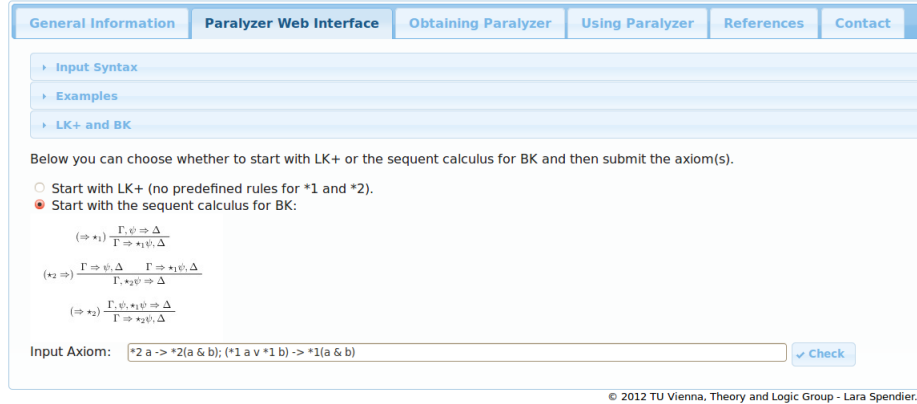 General Information Paralyzer Web Interface Obtaining Paralyzer Using Paralyzer References Contact
Input Syntax
Examples
LK+ and BK
Below you can choose whether to start with LK+ or the sequent calculus for BK and then submit the axiom(s).
Start with LK+ (no predefined rules for *1 and *2).
Start with the sequent calculus for BK:
Γ, ψ ⇒ Δ
(⇒ ⋆₁)
Γ ⇒ ⋆₁ψ, Δ
Γ ⇒ ψ, Δ Γ ⇒ ⋆₁ψ, Δ
(⋆₂ ⇒)
Γ, ⋆₂ψ ⇒ Δ
Γ, ψ, ⋆₁ψ ⇒ Δ
(⇒ ⋆₂)
Γ ⇒ ⋆₂ψ, Δ
Input Axiom: *2 a -> *2(a & b); (*1 a v *1 b) -> *1(a & b) Check
© 2012 TU Vienna, Theory and Logic Group - Lara Spendier.